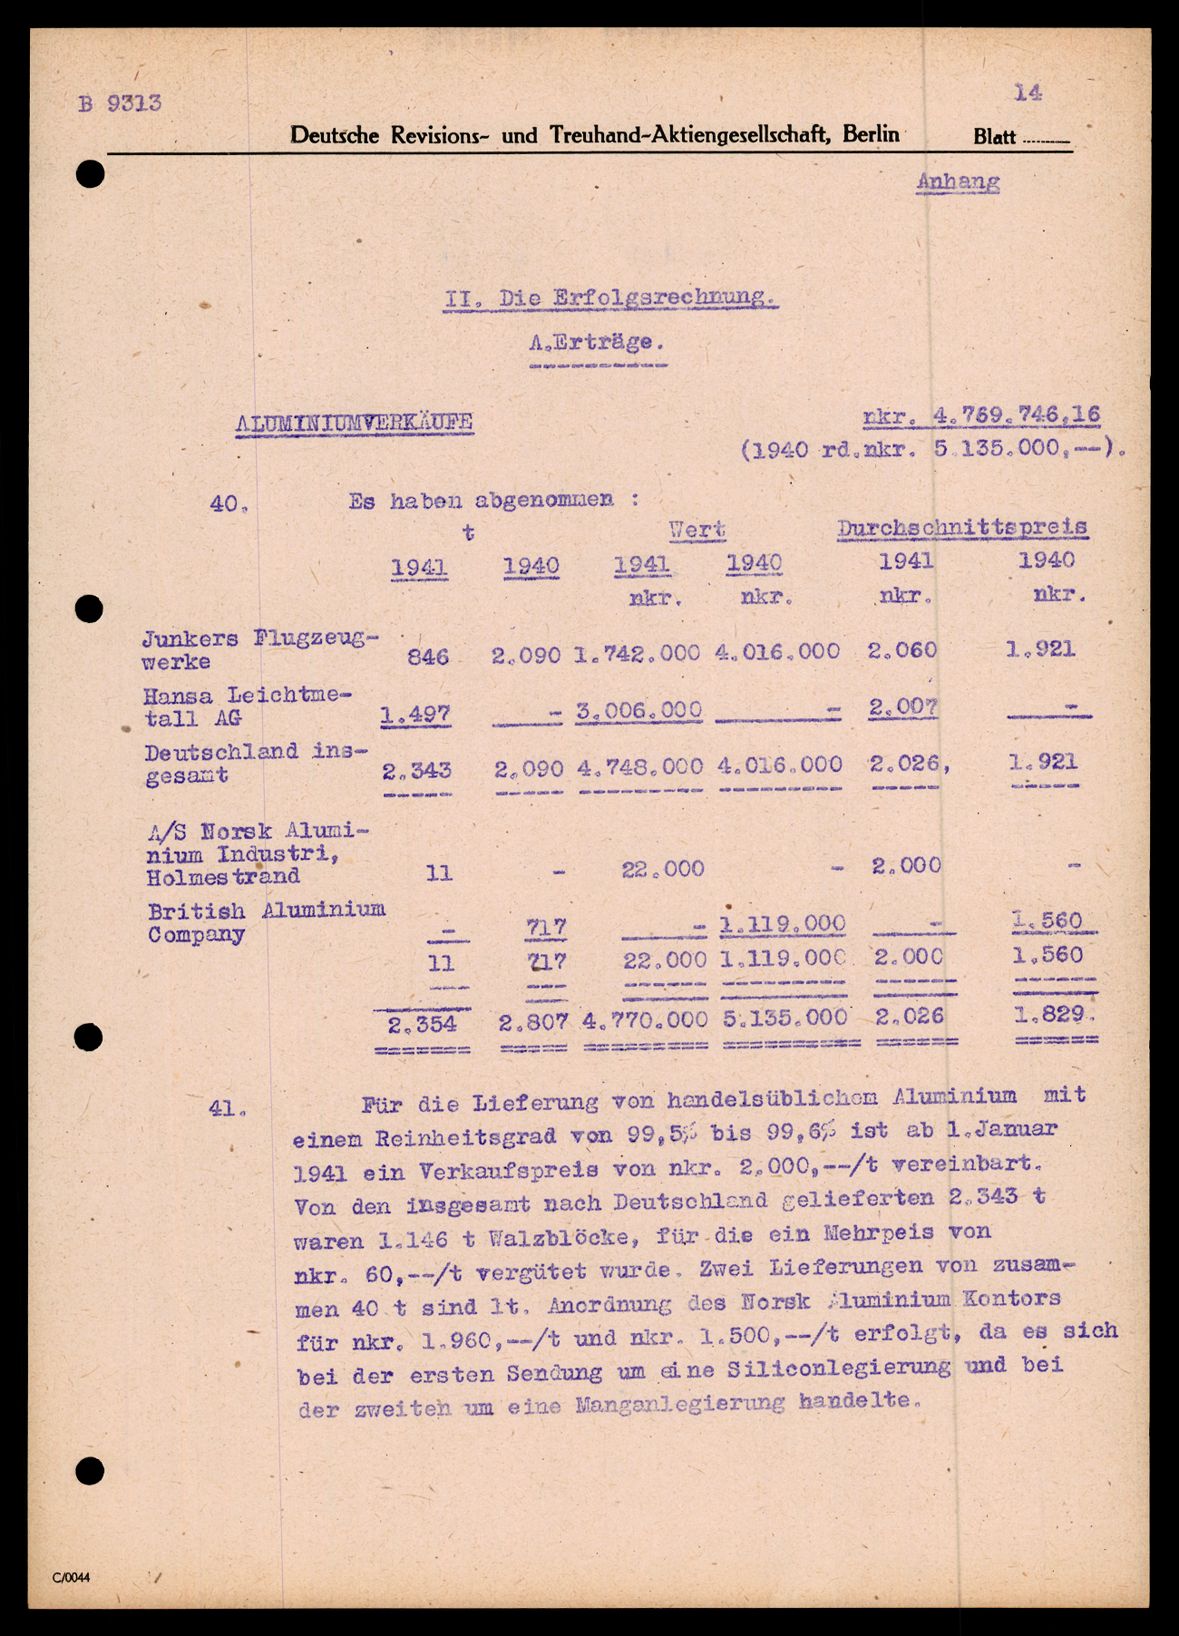 B 9313
14
Deutsche Revisions- und Treuhand-Aktiengesellschaft, Berlin Blatt
Anhang
II. Die Erfolgsrechnung.
A.Erträge.
ALUMINIUMVERKÄUFE nkr. 4.769.746,16
(1940 rd.nkr. 5.135.000,--).
40. Es haben abgenommen :
t Wert Durchschnittspreis
1941 1940 1941 1940 1941 1940
nkr. nkr. nkr. nkr.
Junkers Flugzeug-
werke 846 2.090 1.742.000 4.016.000 2.060 1.921
Hansa Leichtme-
tall AG 1.497 - 3.006.000 - 2.007 -
Deutschland ins-
gesamt 2.343 2.090 4.748.000 4.016.000 2.026, 1.921
A/S Norsk Alumi-
nium Industri,
Holmestrand 11 - 22.000 - 2.000 -
British Aluminium
Company - 717 - 1.119.000 - 1.560
11 717 22.000 1.119.000 2.000 1.560
2.354 2.807 4.770.000 5.135.000 2.026 1.829.
41. Für die Lieferung von handelsüblichem Aluminium mit
einem Reinheitsgrad von 99,5% bis 99,6% ist ab 1.Januar
1941 ein Verkaufspreis von nkr. 2.000,--/t vereinbart.
Von den insgesamt nach Deutschland gelieferten 2.343 t
waren 1.146 t Walzblöcke, für die ein Mehrpeis von
nkr. 60,--/t vergütet wurde. Zwei Lieferungen von zusam-
men 40 t sind lt. Anordnung des Norsk Aluminium Kontors
für nkr. 1.960,--/t und nkr. 1.500,--/t erfolgt, da es sich
bei der ersten Sendung um eine Siliconlegierung und bei
der zweiten um eine Manganlegierung handelte.
C/0044